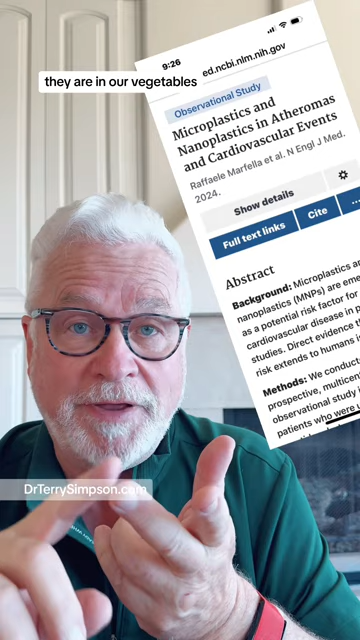 9:26
ed.ncbi.nlm.nih.gov
they are in our vegetables
Observational Study
Microplastics and
Nanoplastics in Atheromas
and Cardiovascular Events
Raffaele Marfella et al. N Engl J Med.
2024.
Show details
Full text links
Cite
...
Abstract
Background: Microplastics an
nanoplastics (MNPs) are eme
as a potential risk factor for
cardiovascular disease in p
studies. Direct evidence
risk extends to humans i
Methods: We conduct
prospective, multicent
observational study i
patients who were
DrTerrySimpson.com